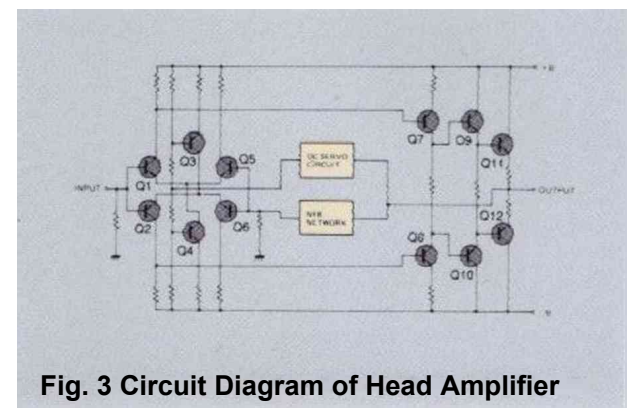 +B
Q3
Q7
Q9
Q5
Q11
DC SERVO
CIRCUIT
Q1
INPUT
OUTPUT
Q2
Q6
NFB
NETWORK
Q12
Q4
Q8
Q10
Fig. 3 Circuit Diagram of Head Amplifier